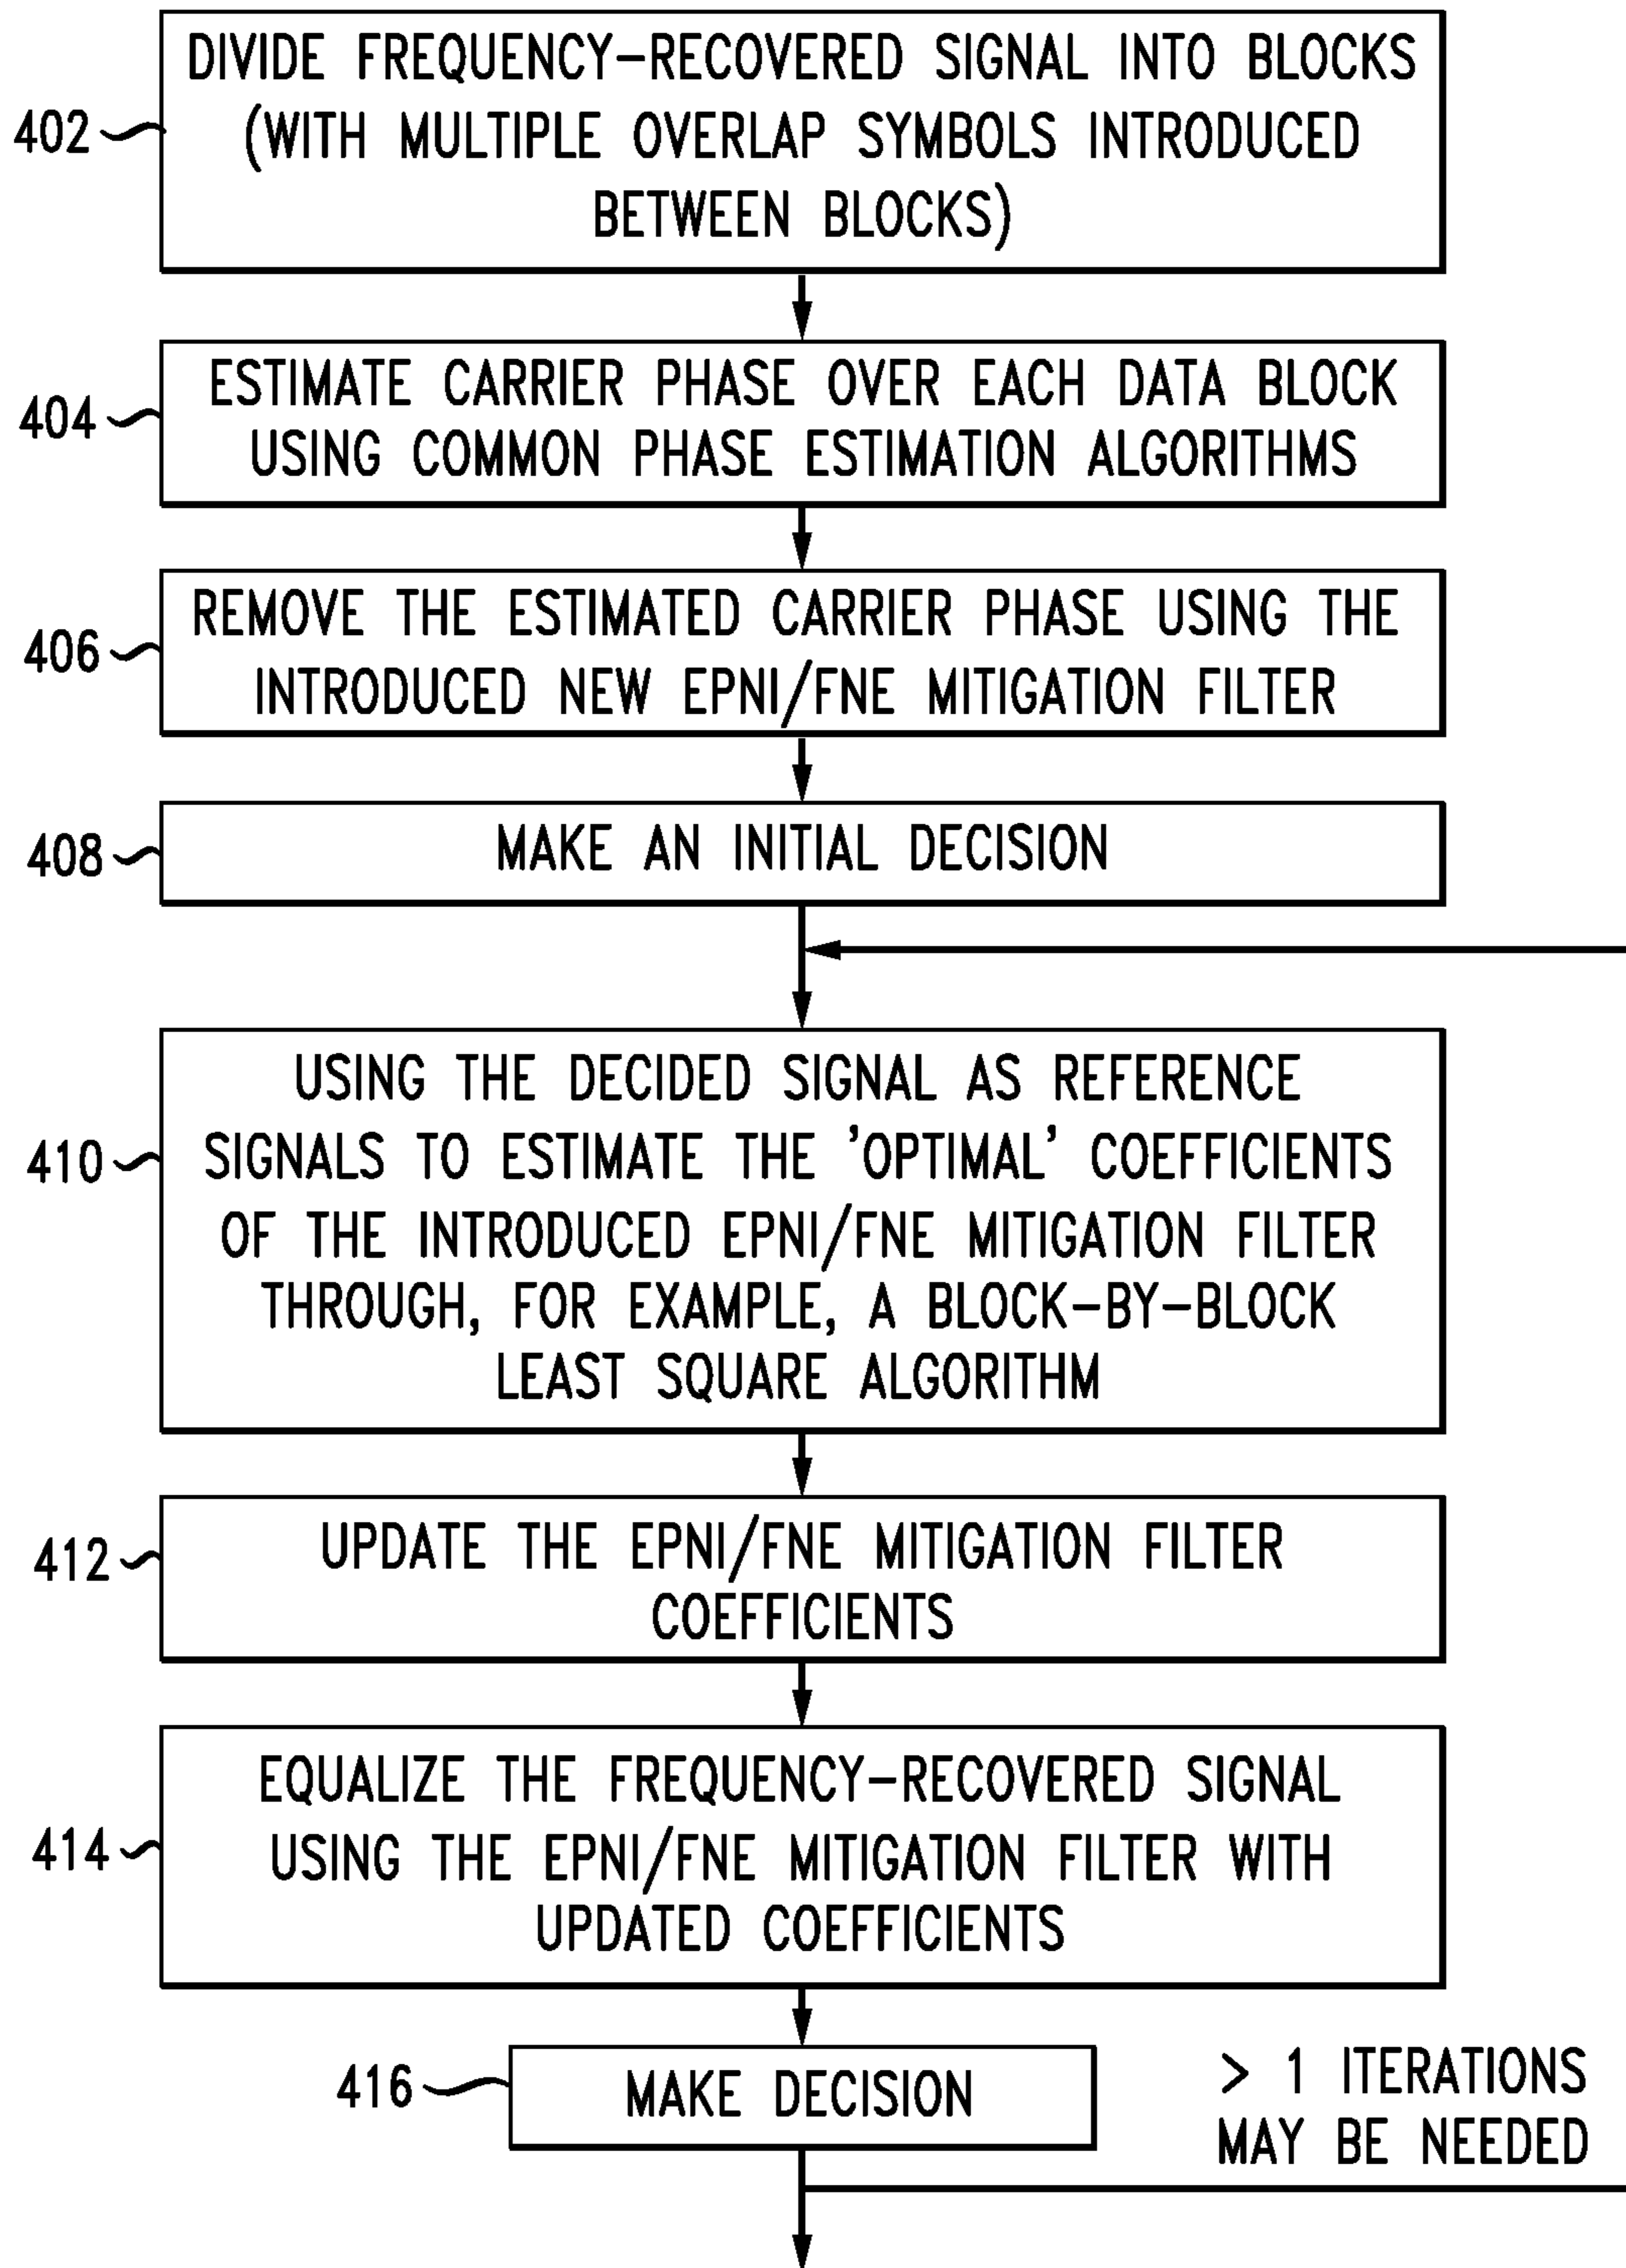 DIVIDE FREQUENCY-RECOVERED SIGNAL INTO BLOCKS
402
(WITH MULTIPLE OVERLAP SYMBOLS INTRODUCED
BETWEEN BLOCKS)
ESTIMATE CARRIER PHASE OVER EACH DATA BLOCK
404
USING COMMON PHASE ESTIMATION ALGORITHMS
REMOVE THE ESTIMATED CARRIER PHASE USING THE
406
INTRODUCED NEW EPNI/FNE MITIGATION FILTER
408
MAKE AN INITIAL DECISION
USING THE DECIDED SIGNAL AS REFERENCE
410
SIGNALS TO ESTIMATE THE 'OPTIMAL' COEFFICIENTS
OF THE INTRODUCED EPNI/FNE MITIGATION FILTER
THROUGH, FOR EXAMPLE, A BLOCK-BY-BLOCK
LEAST SQUARE ALGORITHM
412
UPDATE THE EPNI/FNE MITIGATION FILTER
COEFFICIENTS
EQUALIZE THE FREQUENCY-RECOVERED SIGNAL
414
USING THE EPNI/FNE MITIGATION FILTER WITH
UPDATED COEFFICIENTS
416
MAKE DECISION
> 1 ITERATIONS
MAY BE NEEDED